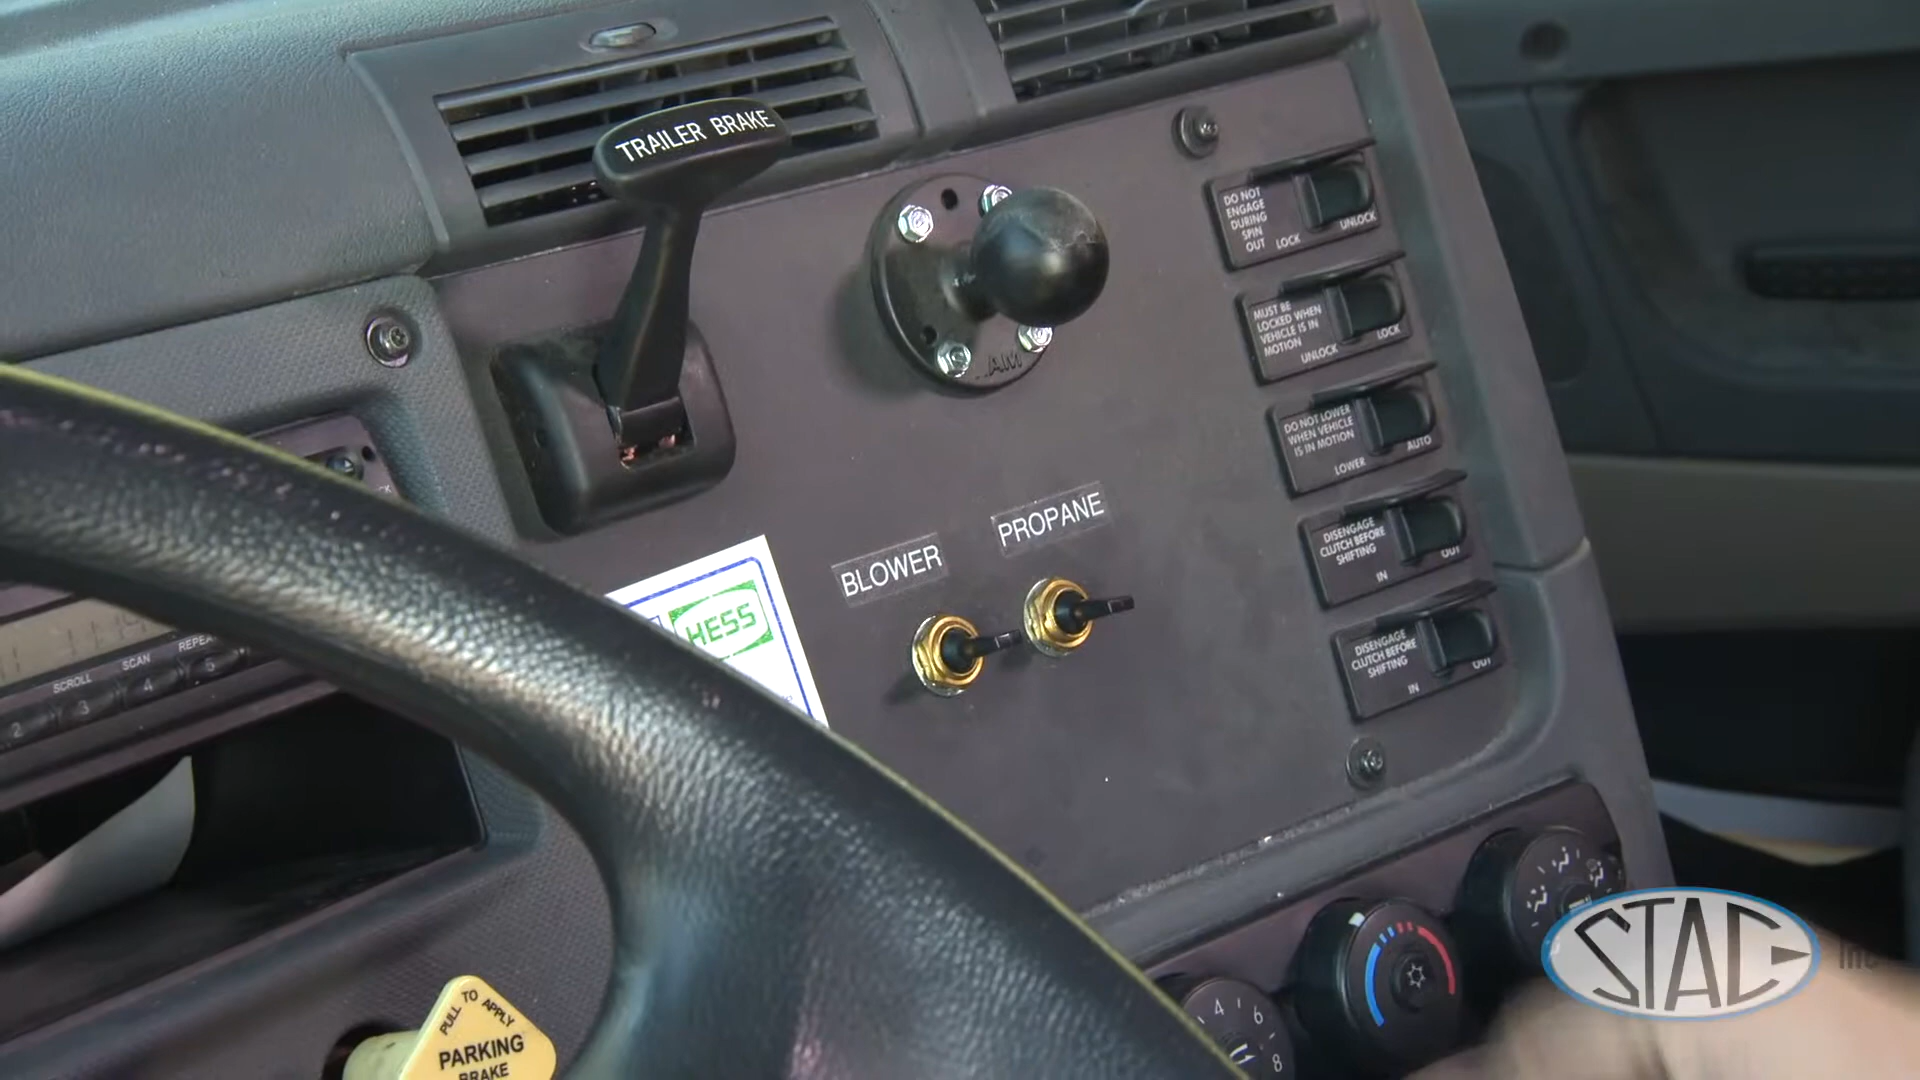 TRAILER BRAKE
DO NOT
ENGAGE
DURING
SPIN
OUT
LOCK
UNLOCK
MUST BE
LOCKED WHEN
VEHICLE IS IN
MOTION
UNLOCK
LOCK
DO NOT LOWER
WHEN VEHICLE
IS IN MOTION
LOWER
AUTO
DISENGAGE
CLUTCH BEFORE
SHIFTING
IN
OUT
DISENGAGE
CLUTCH BEFORE
SHIFTING
IN
OUT
PROPANE
BLOWER
HESS
SCAN
SCROLL
2
3
4
5
PULL TO APPLY
PARKING
BRAKE
4
6
8
STAC Inc